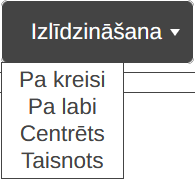 Izlīdzināšana
Pa kreisi
Pa labi
Centrēts
Taisnots